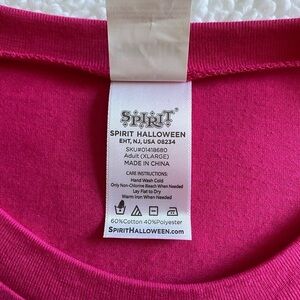 SPIRIT
SPIRIT HALLOWEEN
EHT, NJ, USA 08234
SKU#01418680
Adult (XLARGE)
MADE IN CHINA
CARE INSTRUCTIONS:
Hand Wash Cold
Only Non-Chlorine Bleach When Needed
Lay Flat to Dry
Warm Iron When Needed
60%Cotton 40%Polyester
SPIRITHALLOWEEN.COM